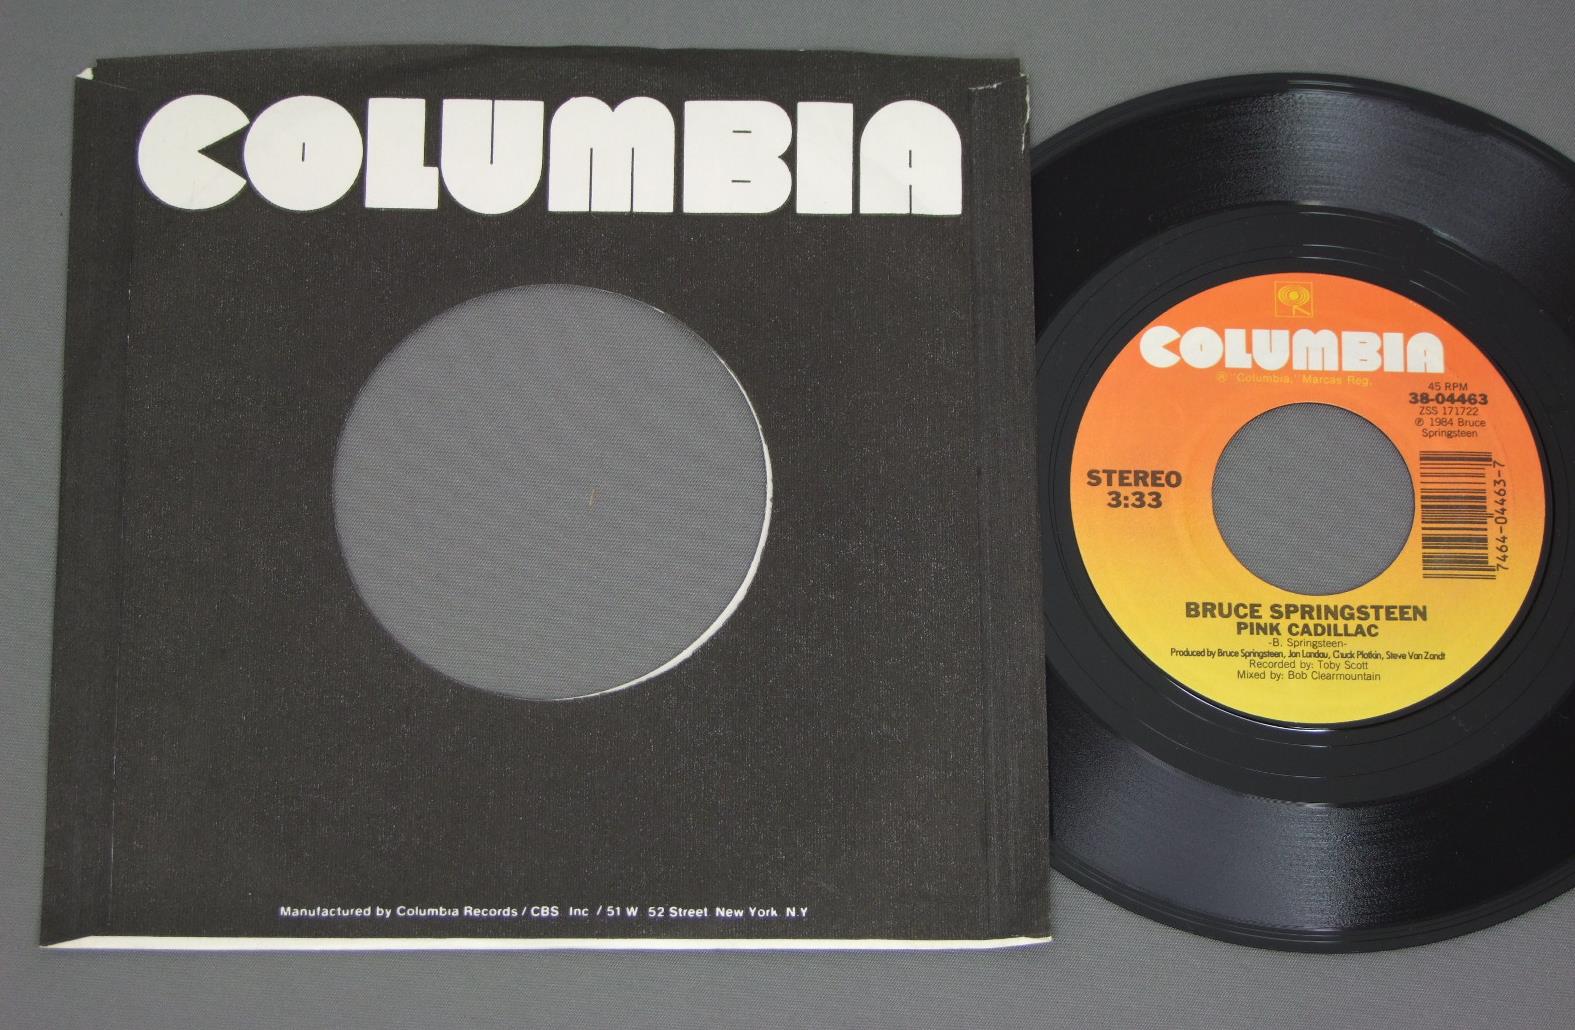 COLUMBIA
Manufactured by Columbia Records / CBS Inc / 51 W 52 Street New York N.Y
COLUMBIA
® "Columbia," Marcas Reg.
45 RPM
38-04463
ZSS 171722
℗ 1984 Bruce
Springsteen
STEREO
3:33
7464-04463-7
BRUCE SPRINGSTEEN
PINK CADILLAC
-B. Springsteen-
Produced by Bruce Springsteen, Jon Landau, Chuck Plotkin, Steve Van Zandt
Recorded by: Toby Scott
Mixed by: Bob Clearmountain